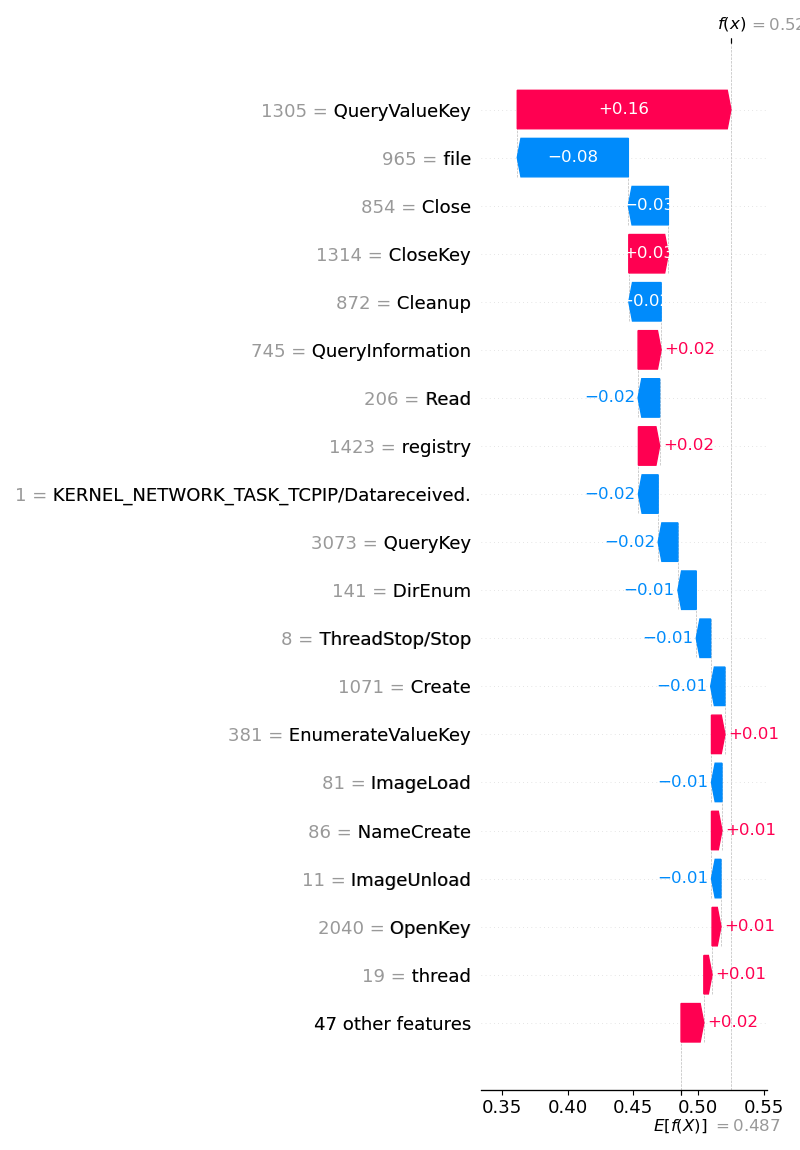 f(x) = 0.52
1305 = QueryValueKey
+0.16
965 = file
−0.08
854 = Close
−0.03
1314 = CloseKey
+0.03
872 = Cleanup
745 = QueryInformation
+0.02
206 = Read
−0.02
1423 = registry
+0.02
1 = KERNEL_NETWORK_TASK_TCPIP/Datareceived.
−0.02
3073 = QueryKey
−0.02
141 = DirEnum
−0.01
8 = ThreadStop/Stop
−0.01
1071 = Create
−0.01
381 = EnumerateValueKey
+0.01
81 = ImageLoad
−0.01
86 = NameCreate
+0.01
11 = ImageUnload
−0.01
2040 = OpenKey
+0.01
19 = thread
+0.01
47 other features
+0.02
0.35 0.40 0.45 0.50 0.55
E[f(X)] = 0.487